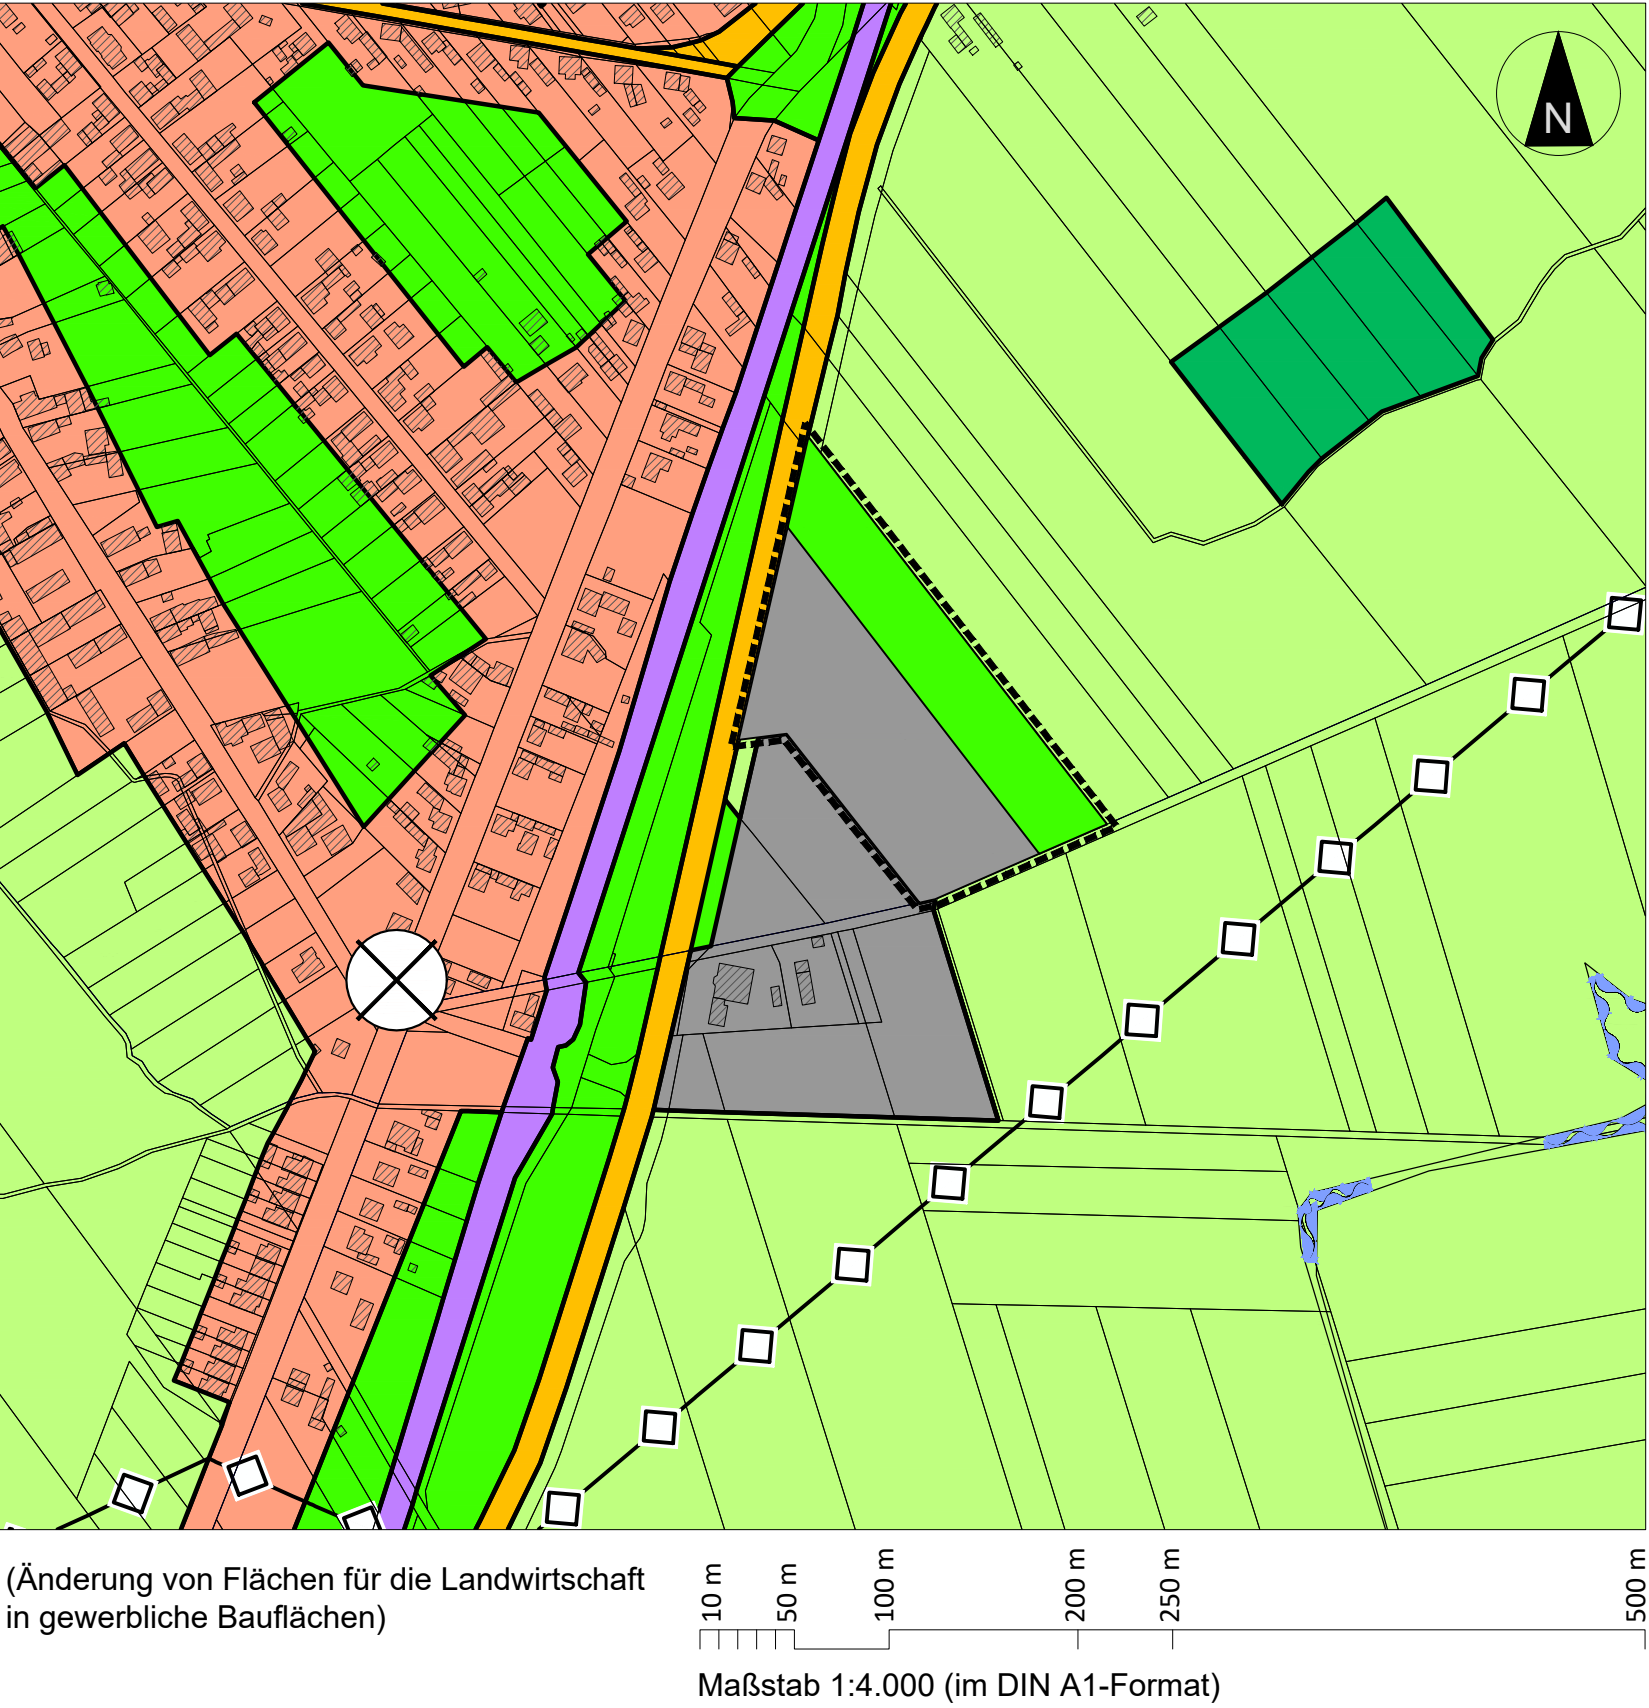 N
(Änderung von Flächen für die Landwirtschaft
in gewerbliche Bauflächen)
10 m
50 m
100 m
200 m
250 m
500 m
Maßstab 1:4.000 (im DIN A1-Format)